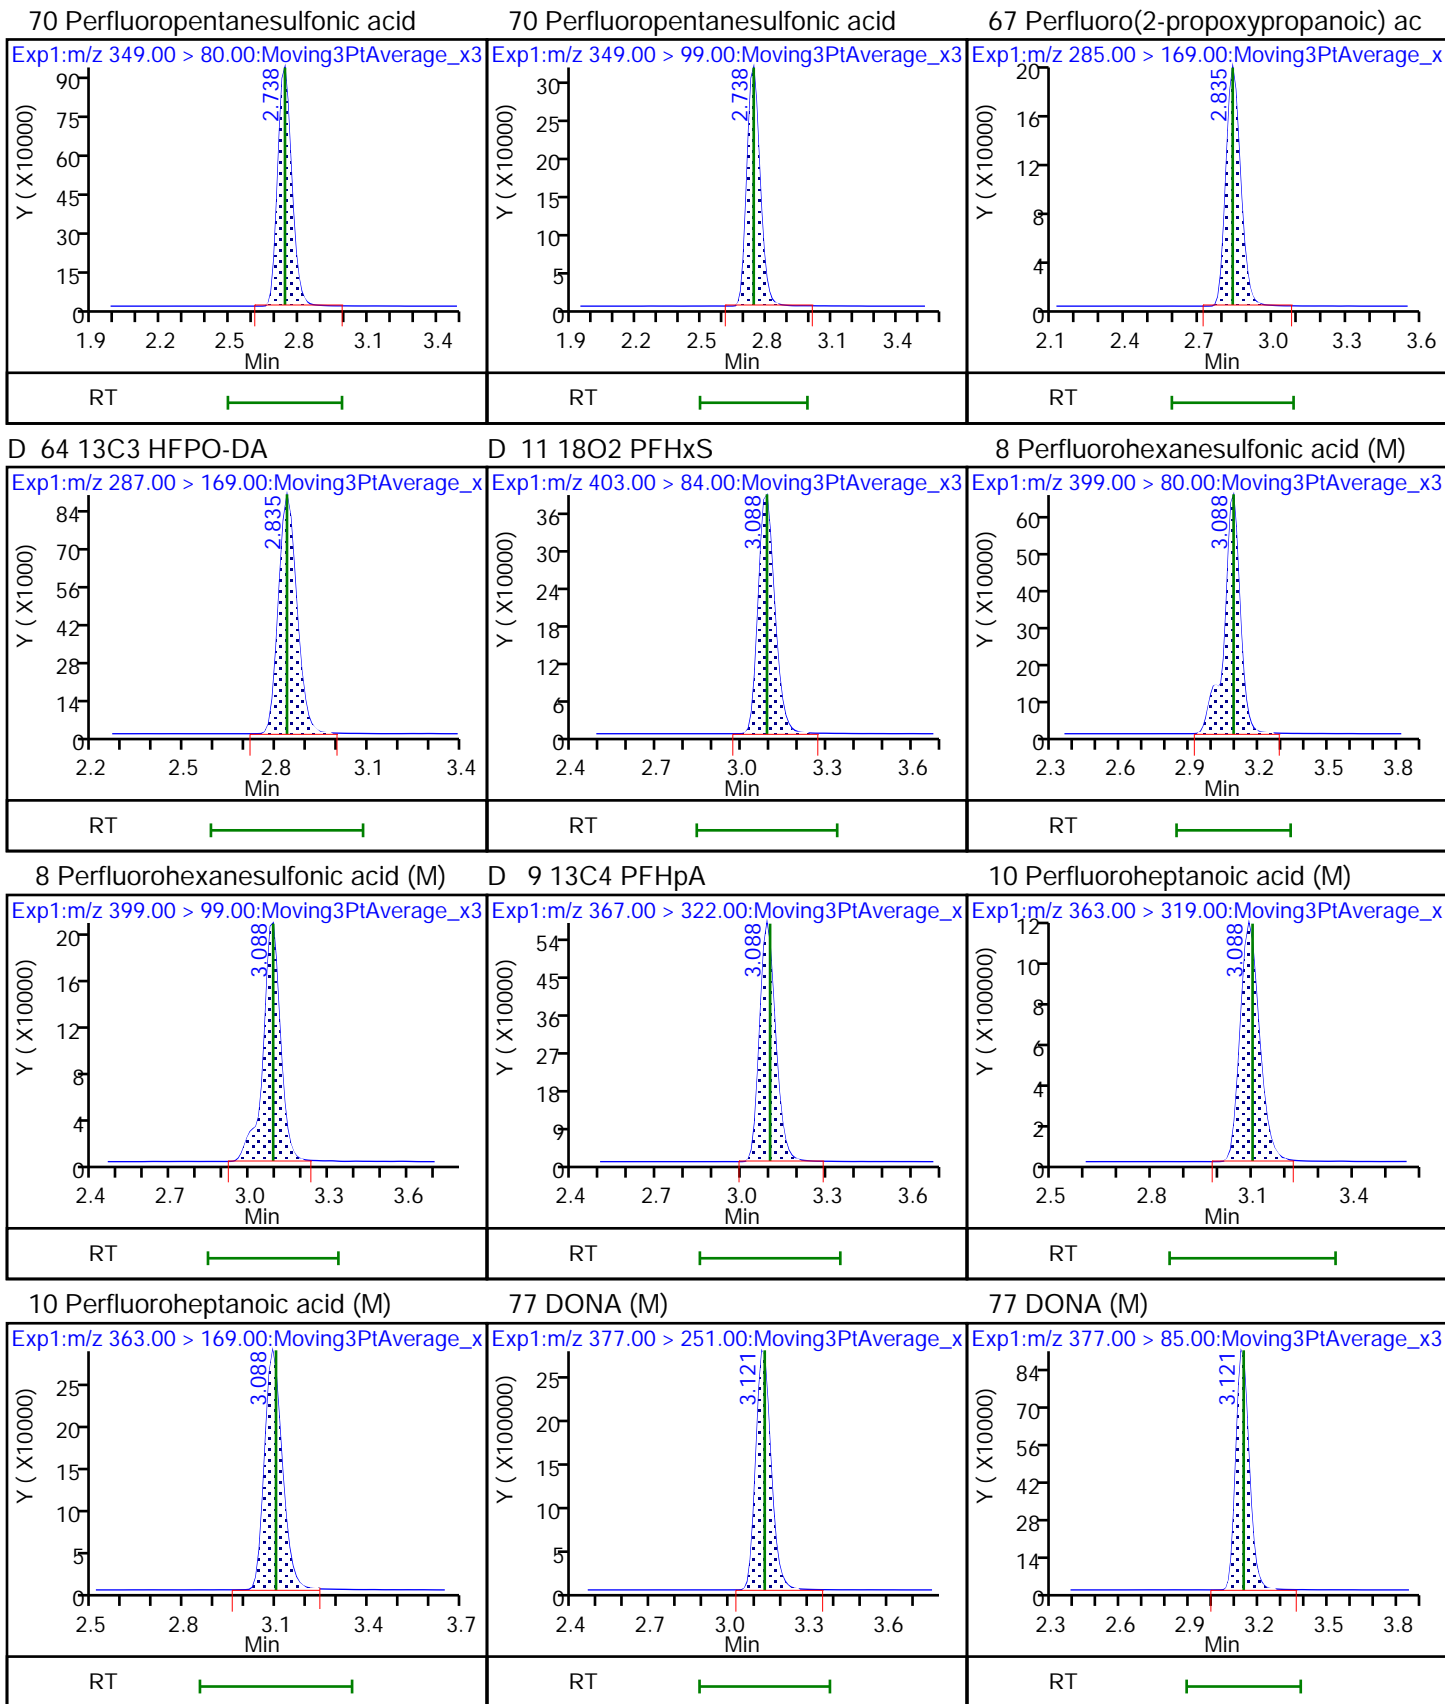 70 Perfluoropentanesulfonic acid
Exp1:m/z 349.00 > 80.00:Moving3PtAverage_x3
Y ( X10000)
90
75
60
45
30
15
0
2.738
1.9 2.2 2.5 2.8 3.1 3.4
Min
RT
70 Perfluoropentanesulfonic acid
Exp1:m/z 349.00 > 99.00:Moving3PtAverage_x3
Y ( X10000)
30
25
20
15
10
5
0
2.738
1.9 2.2 2.5 2.8 3.1 3.4
Min
RT
67 Perfluoro(2-propoxypropanoic) ac
Exp1:m/z 285.00 > 169.00:Moving3PtAverage_x
Y ( X10000)
20
16
12
8
4
0
2.835
2.1 2.4 2.7 3.0 3.3 3.6
Min
RT
D 64 13C3 HFPO-DA
Exp1:m/z 287.00 > 169.00:Moving3PtAverage_x
Y ( X10000)
84
70
56
42
28
14
0
2.835
2.2 2.5 2.8 3.1 3.4
Min
RT
D 11 18O2 PFHxS
Exp1:m/z 403.00 > 84.00:Moving3PtAverage_x3
Y ( X10000)
36
30
24
18
12
6
0
3.088
2.4 2.7 3.0 3.3 3.6
Min
RT
8 Perfluorohexanesulfonic acid (M)
Exp1:m/z 399.00 > 80.00:Moving3PtAverage_x3
Y ( X10000)
60
50
40
30
20
10
0
3.088
2.3 2.6 2.9 3.2 3.5 3.8
Min
RT
8 Perfluorohexanesulfonic acid (M)
Exp1:m/z 399.00 > 99.00:Moving3PtAverage_x3
Y ( X10000)
20
16
12
8
4
0
3.088
2.4 2.7 3.0 3.3 3.6
Min
RT
D 9 13C4 PFHpA
Exp1:m/z 367.00 > 322.00:Moving3PtAverage_x
Y ( X10000)
54
45
36
27
18
9
0
3.088
2.4 2.7 3.0 3.3 3.6
Min
RT
10 Perfluoroheptanoic acid (M)
Exp1:m/z 363.00 > 319.00:Moving3PtAverage_x
Y ( X100000)
12
10
8
6
4
2
0
3.088
2.5 2.8 3.1 3.4
Min
RT
10 Perfluoroheptanoic acid (M)
Exp1:m/z 363.00 > 169.00:Moving3PtAverage_x
Y ( X10000)
25
20
15
10
5
0
3.088
2.5 2.8 3.1 3.4 3.7
Min
RT
77 DONA (M)
Exp1:m/z 377.00 > 251.00:Moving3PtAverage_x
Y ( X100000)
25
20
15
10
5
0
3.121
2.4 2.7 3.0 3.3 3.6
Min
RT
77 DONA (M)
Exp1:m/z 377.00 > 85.00:Moving3PtAverage_x3
Y ( X10000)
84
70
56
42
28
14
0
3.121
2.3 2.6 2.9 3.2 3.5 3.8
Min
RT